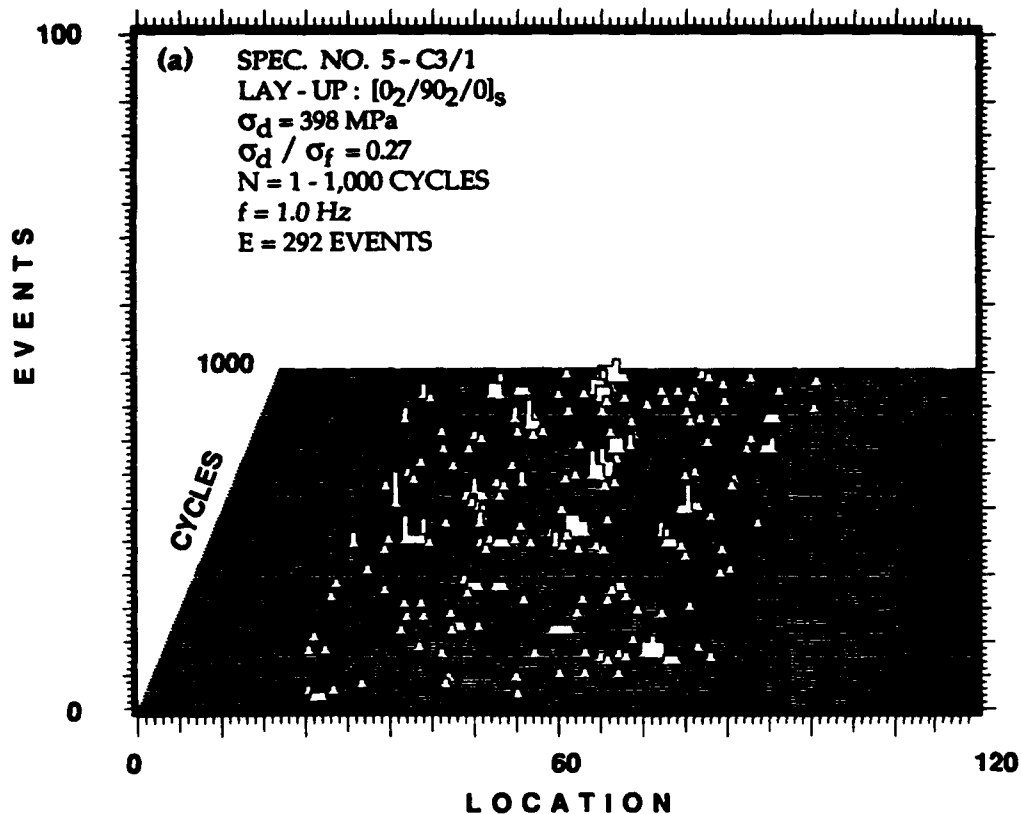 100
(a) SPEC. NO. 5 - C3/1
LAY - UP : [0₂/90₂/0]ₛ
σd = 398 MPa
σd / σf = 0.27
N = 1 - 1,000 CYCLES
f = 1.0 Hz
E = 292 EVENTS
EVENTS
1000
CYCLES
0
0 60 120
LOCATION